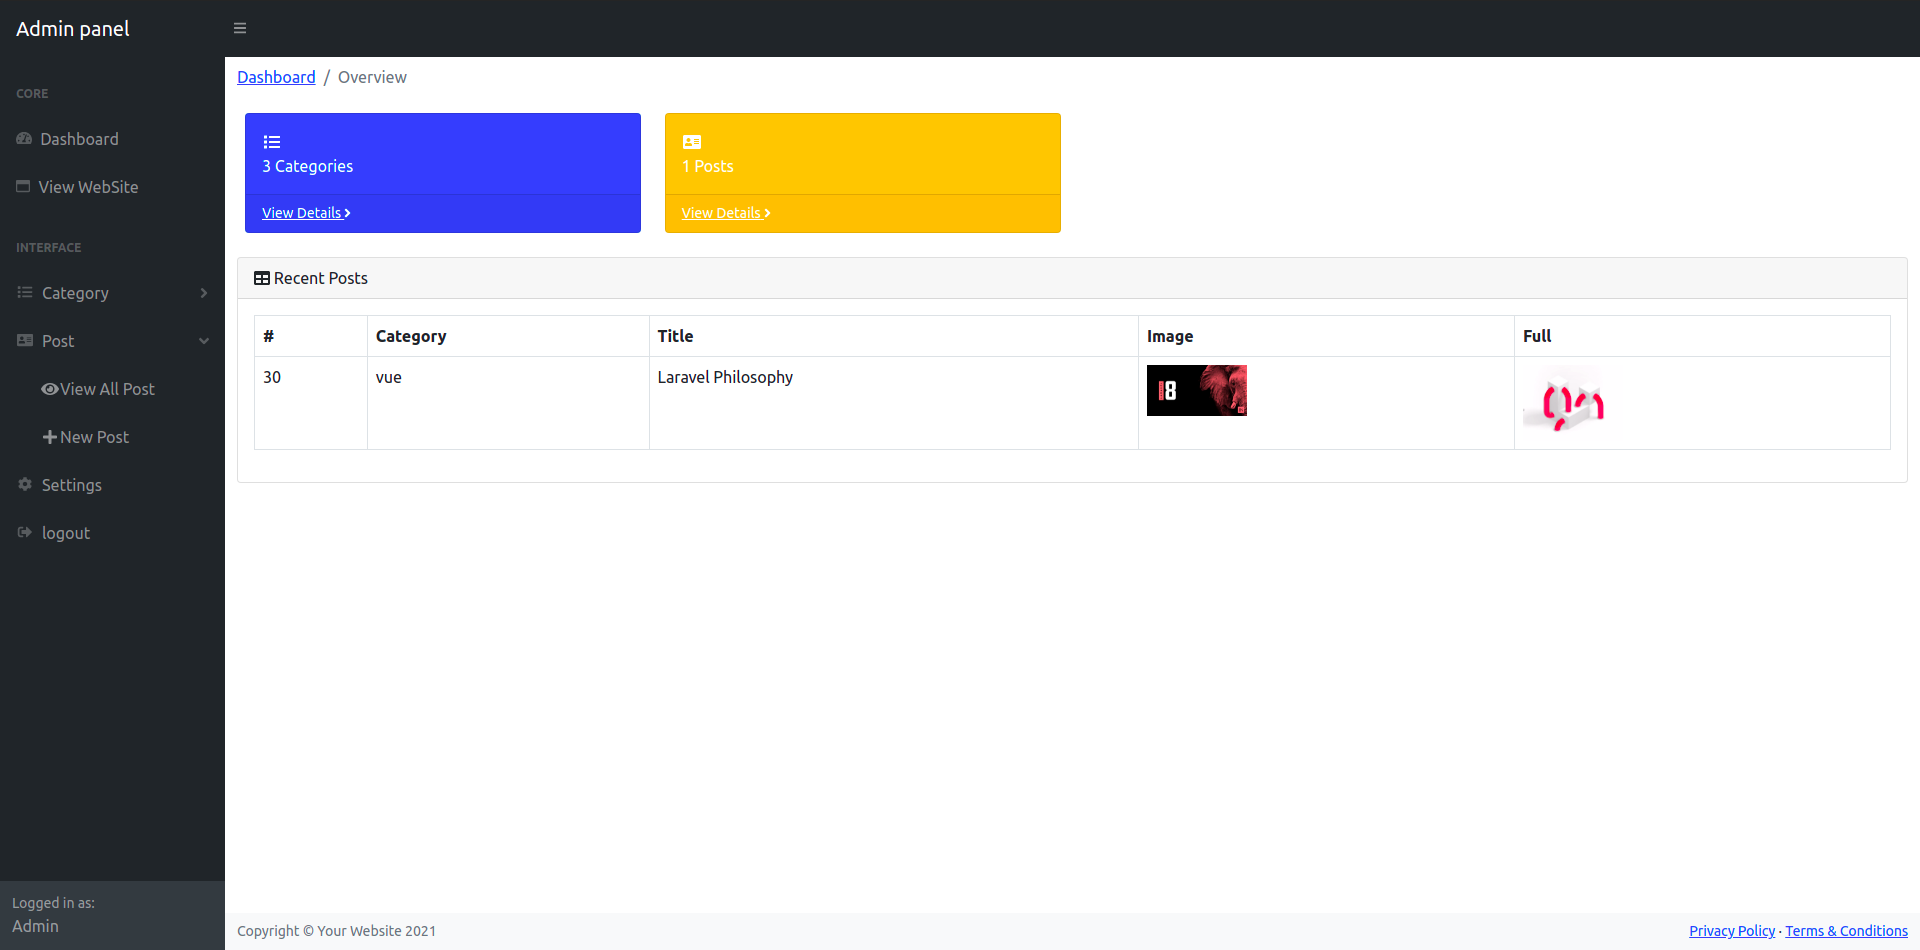 Admin panel
CORE
Dashboard
View WebSite
INTERFACE
Category
Post
View All Post
New Post
Settings
logout
Logged in as:
Admin
Dashboard / Overview
3 Categories
View Details
1 Posts
View Details
Recent Posts
# Category Title Image Full
30 vue Laravel Philosophy
18
Copyright © Your Website 2021
Privacy Policy · Terms & Conditions